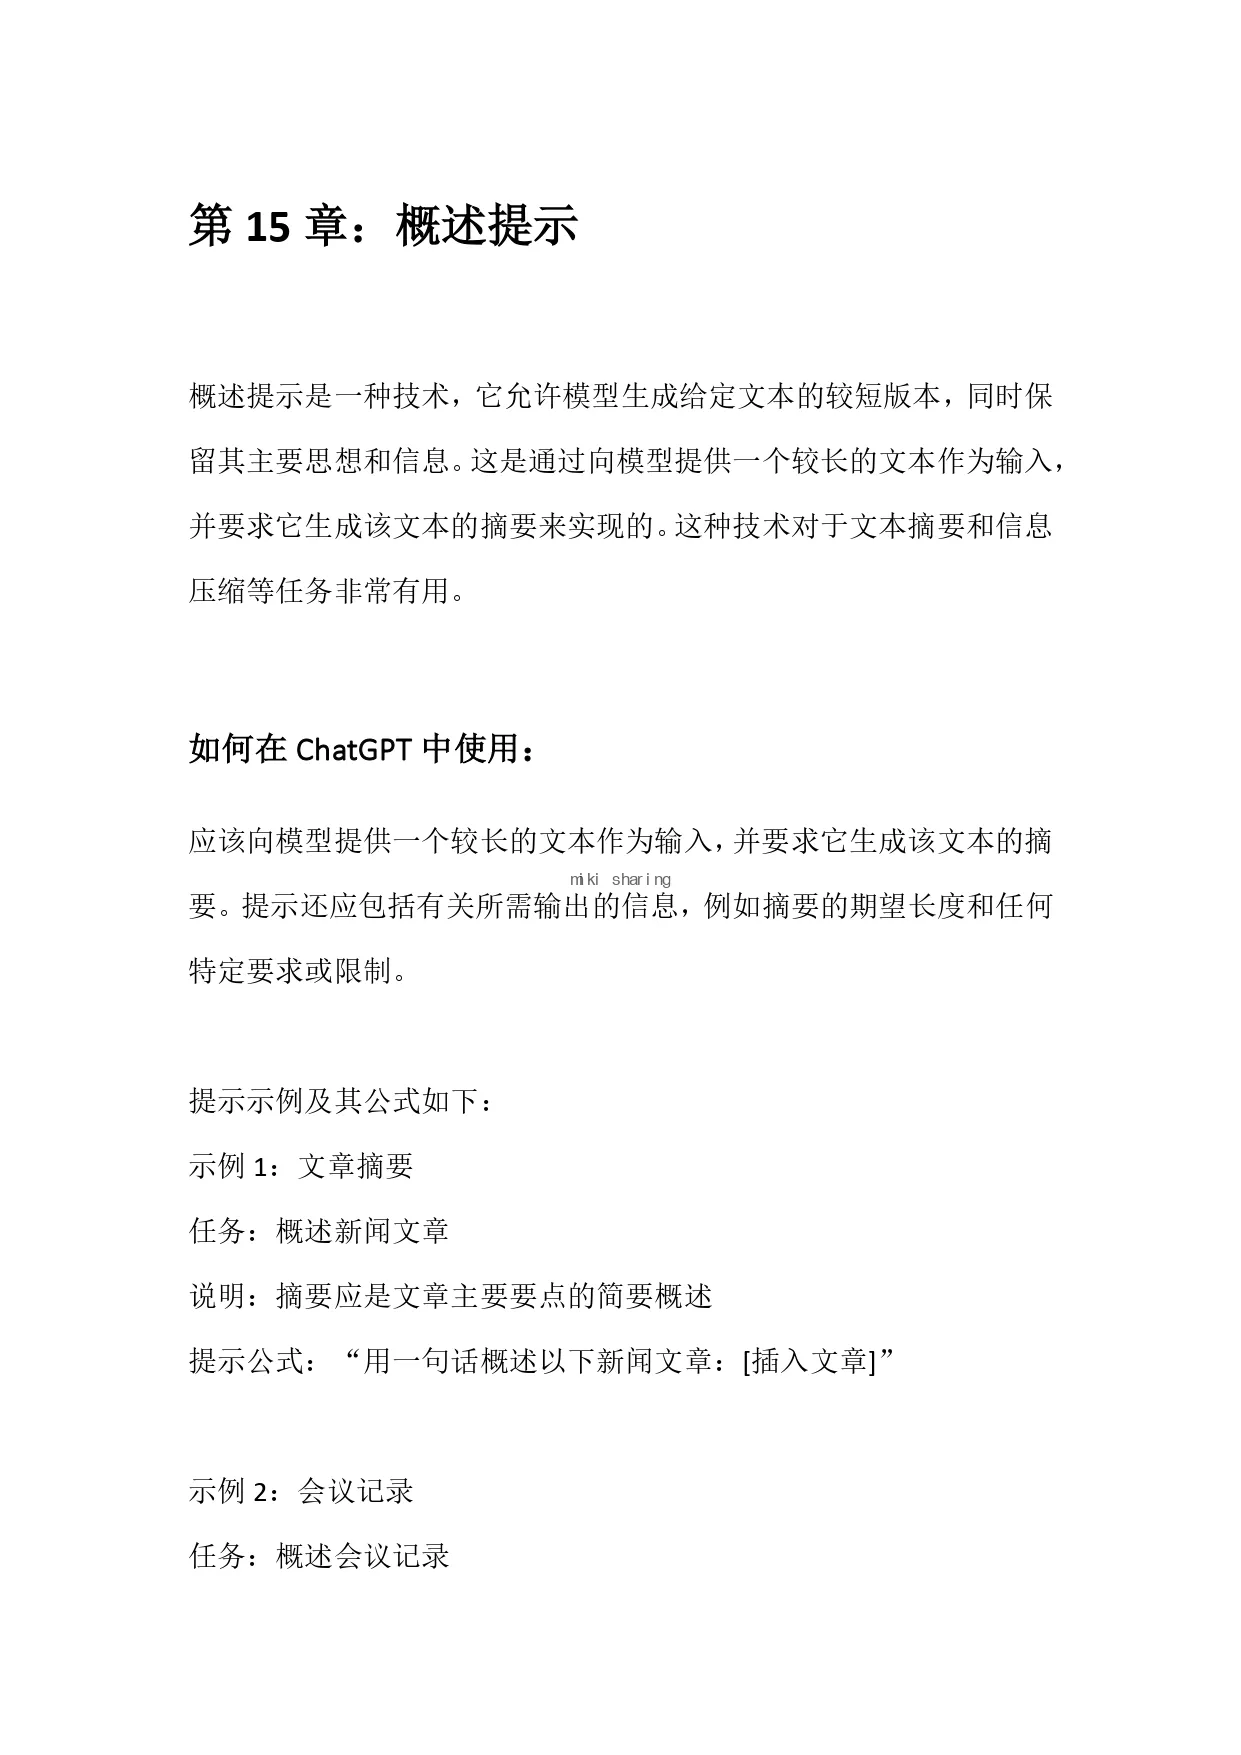 第 15 章：概述提示
概述提示是一种技术，它允许模型生成给定文本的较短版本，同时保
留其主要思想和信息。这是通过向模型提供一个较长的文本作为输入，
并要求它生成该文本的摘要来实现的。这种技术对于文本摘要和信息
压缩等任务非常有用。
如何在 ChatGPT 中使用：
应该向模型提供一个较长的文本作为输入，并要求它生成该文本的摘
miki sharing
要。提示还应包括有关所需输出的信息，例如摘要的期望长度和任何
特定要求或限制。
提示示例及其公式如下：
示例 1：文章摘要
任务：概述新闻文章
说明：摘要应是文章主要要点的简要概述
提示公式：“用一句话概述以下新闻文章：[插入文章]”
示例 2：会议记录
任务：概述会议记录